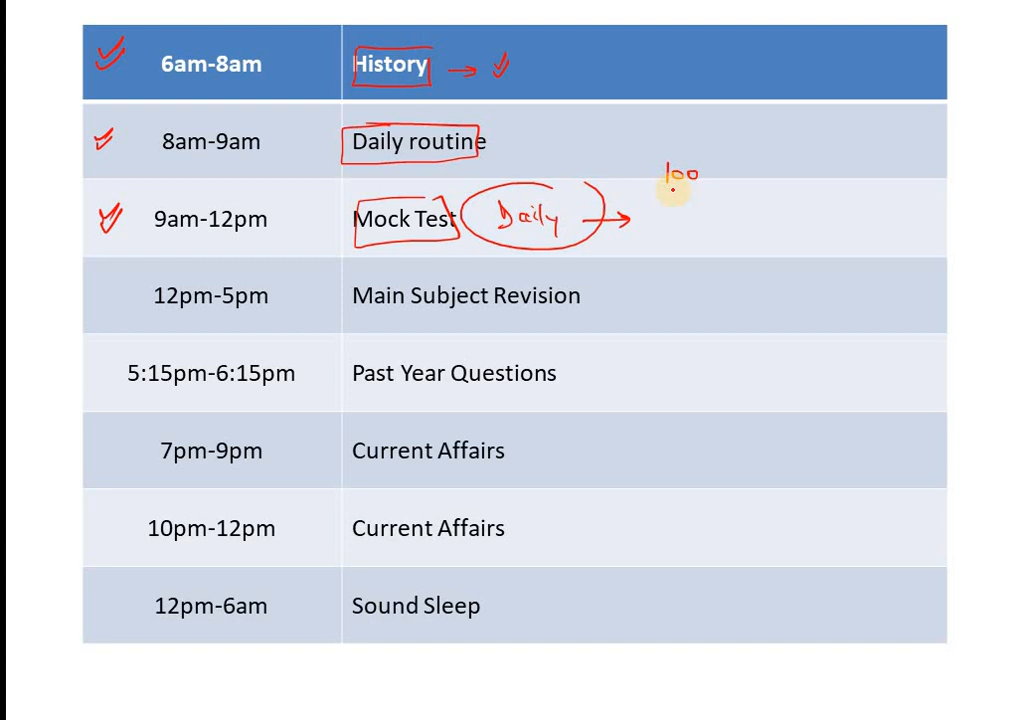 6am-8am History
8am-9am Daily routine
100
9am-12pm Mock Test Daily
12pm-5pm Main Subject Revision
5:15pm-6:15pm Past Year Questions
7pm-9pm Current Affairs
10pm-12pm Current Affairs
12pm-6am Sound Sleep